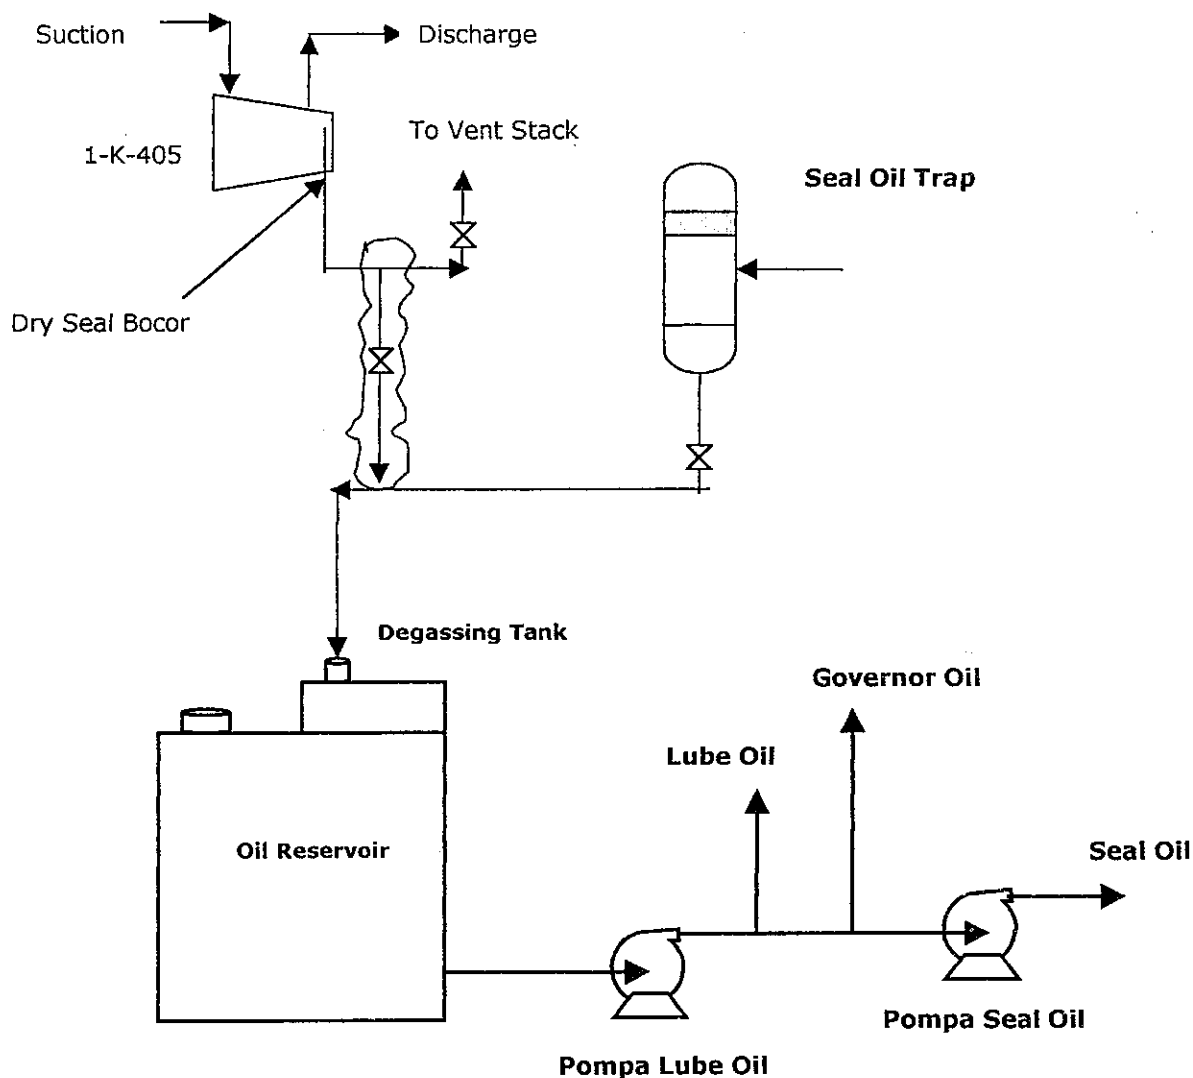 Suction
Discharge
To Vent Stack
1-K-405
Seal Oil Trap
Dry Seal Bocor
Degassing Tank
Governor Oil
Lube Oil
Oil Reservoir
Seal Oil
Pompa Seal Oil
Pompa Lube Oil